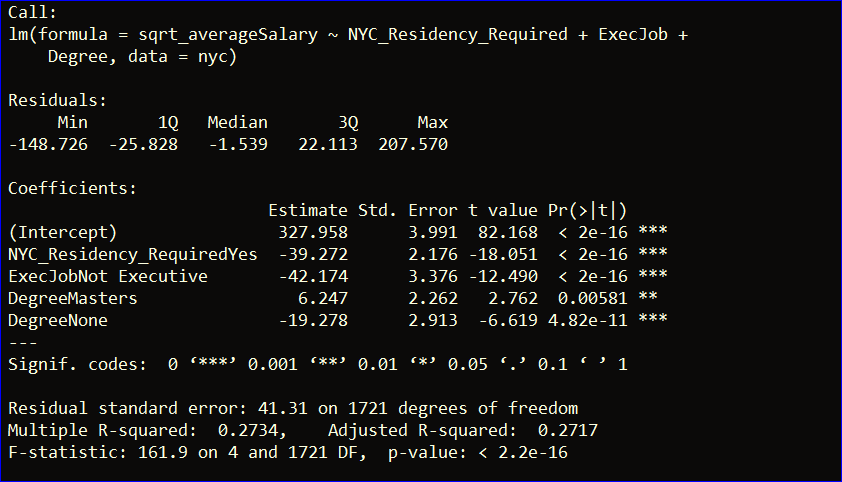 Call:
lm(formula = sqrt_averageSalary ~ NYC_Residency_Required + ExecJob +
    Degree, data = nyc)

Residuals:
     Min       1Q   Median       3Q      Max
-148.726  -25.828   -1.539   22.113  207.570

Coefficients:
                          Estimate Std. Error t value Pr(>|t|)
(Intercept)                327.958      3.991  82.168  < 2e-16 ***
NYC_Residency_RequiredYes  -39.272      2.176 -18.051  < 2e-16 ***
ExecJobNot Executive       -42.174      3.376 -12.490  < 2e-16 ***
DegreeMasters                6.247      2.262   2.762  0.00581 **
DegreeNone                 -19.278      2.913  -6.619 4.82e-11 ***
---
Signif. codes:  0 ‘***’ 0.001 ‘**’ 0.01 ‘*’ 0.05 ‘.’ 0.1 ‘ ’ 1

Residual standard error: 41.31 on 1721 degrees of freedom
Multiple R-squared:  0.2734,    Adjusted R-squared:  0.2717
F-statistic: 161.9 on 4 and 1721 DF,  p-value: < 2.2e-16